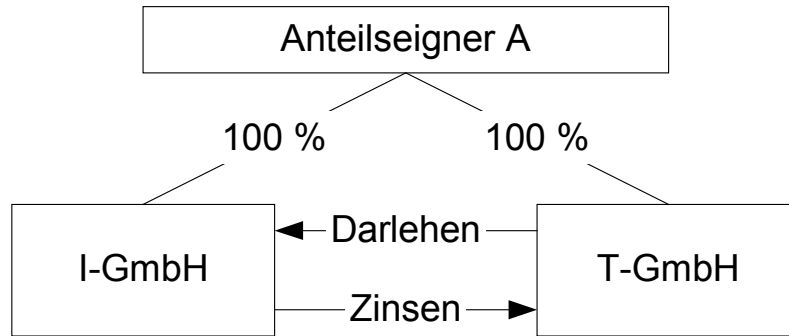 Anteilseigner A
100 %
100 %
Darlehen
I-GmbH
T-GmbH
Zinsen